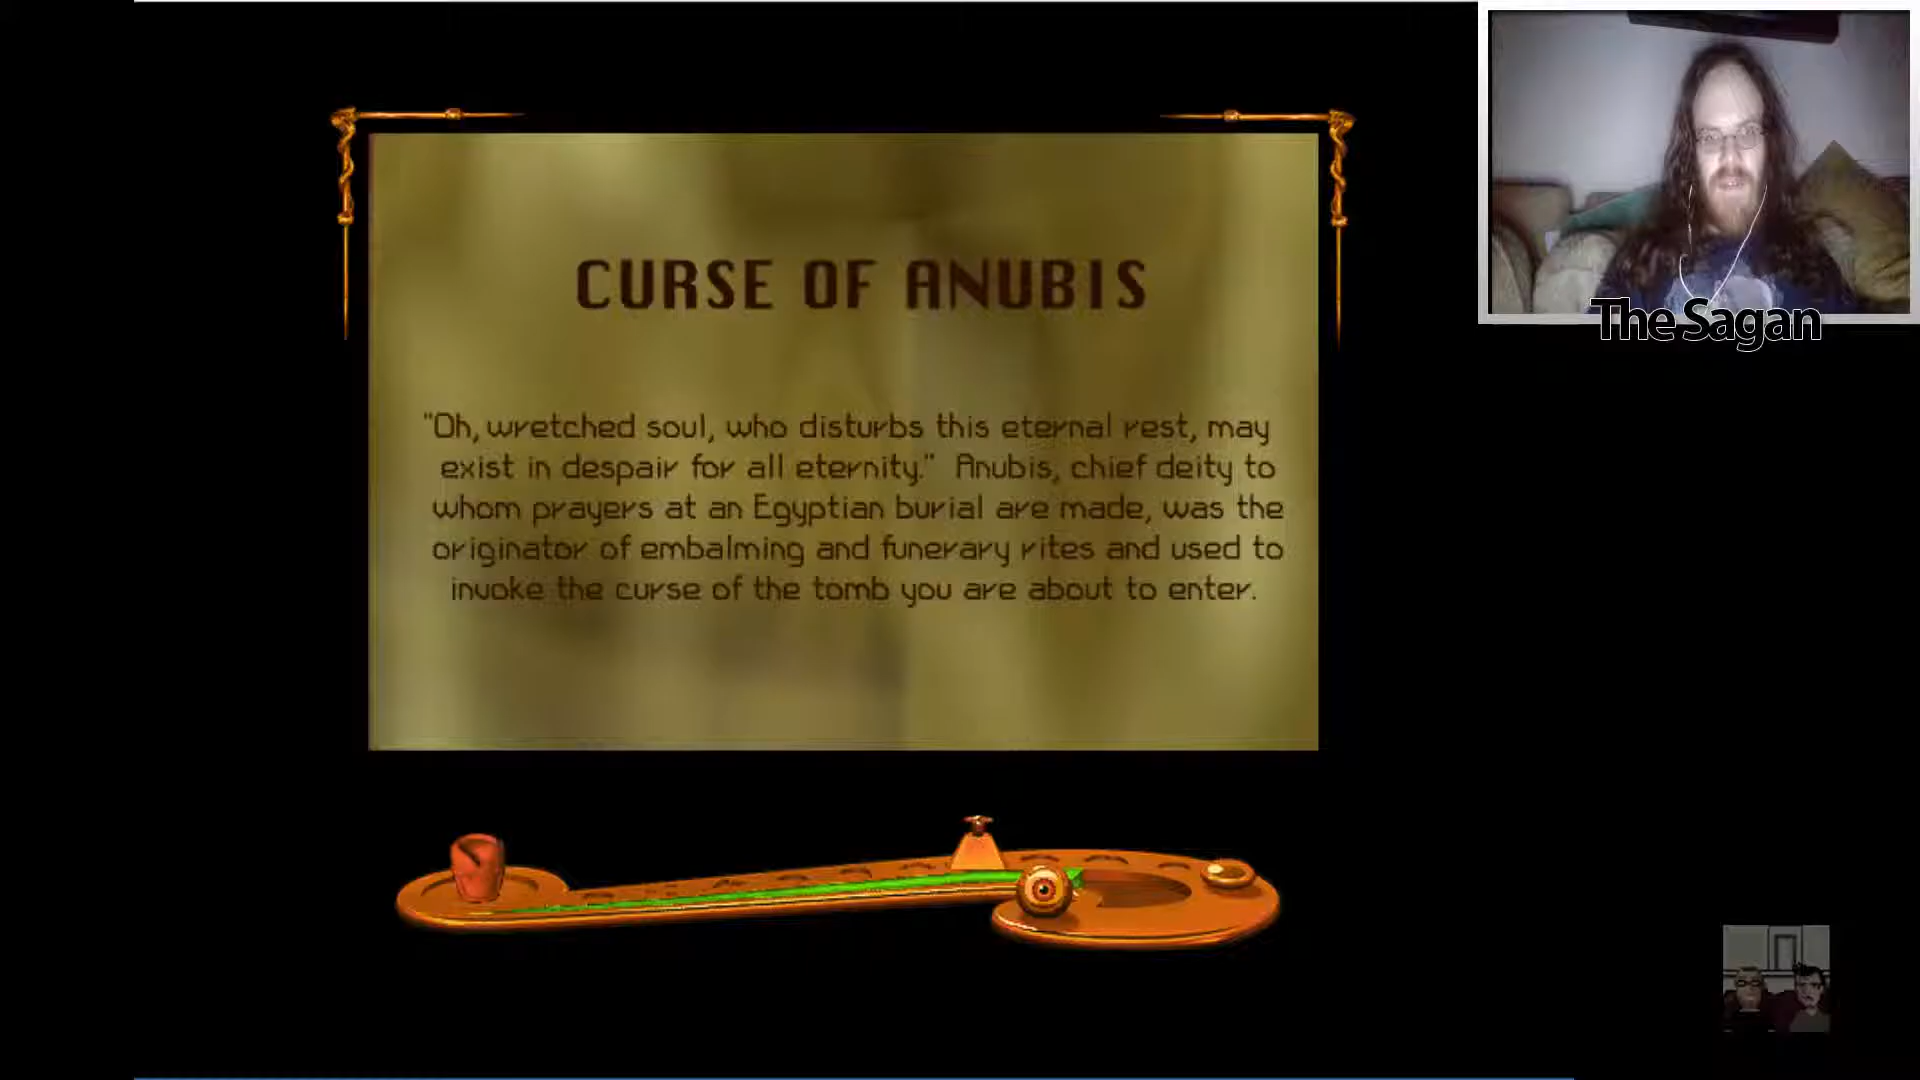 CURSE OF ANUBIS
"Oh, wretched soul, who disturbs this eternal rest, may
exist in despair for all eternity." Anubis, chief deity to
whom prayers at an Egyptian burial are made, was the
originator of embalming and funerary rites and used to
invoke the curse of the tomb you are about to enter.
The Sagan